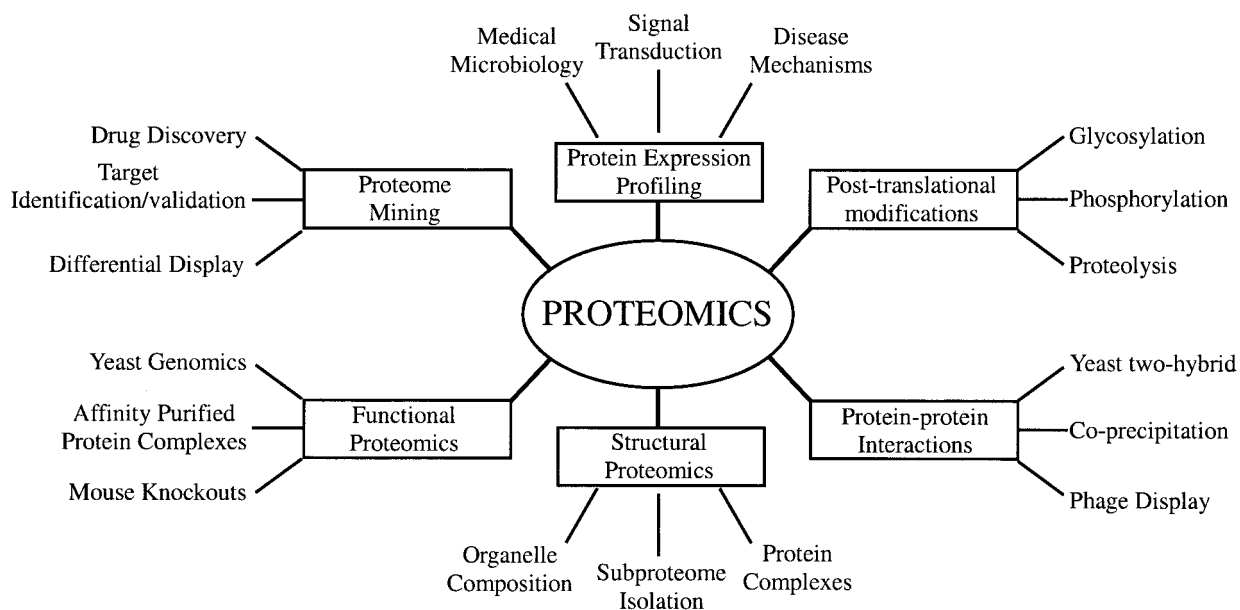 Medical
Microbiology
Signal
Transduction
Disease
Mechanisms
Protein Expression
Profiling
Drug Discovery
Target
Identification/validation
Differential Display
Proteome
Mining
Post-translational
modifications
Glycosylation
Phosphorylation
Proteolysis
PROTEOMICS
Yeast Genomics
Affinity Purified
Protein Complexes
Mouse Knockouts
Functional
Proteomics
Structural
Proteomics
Organelle
Composition
Subproteome
Isolation
Protein
Complexes
Protein-protein
Interactions
Yeast two-hybrid
Co-precipitation
Phage Display